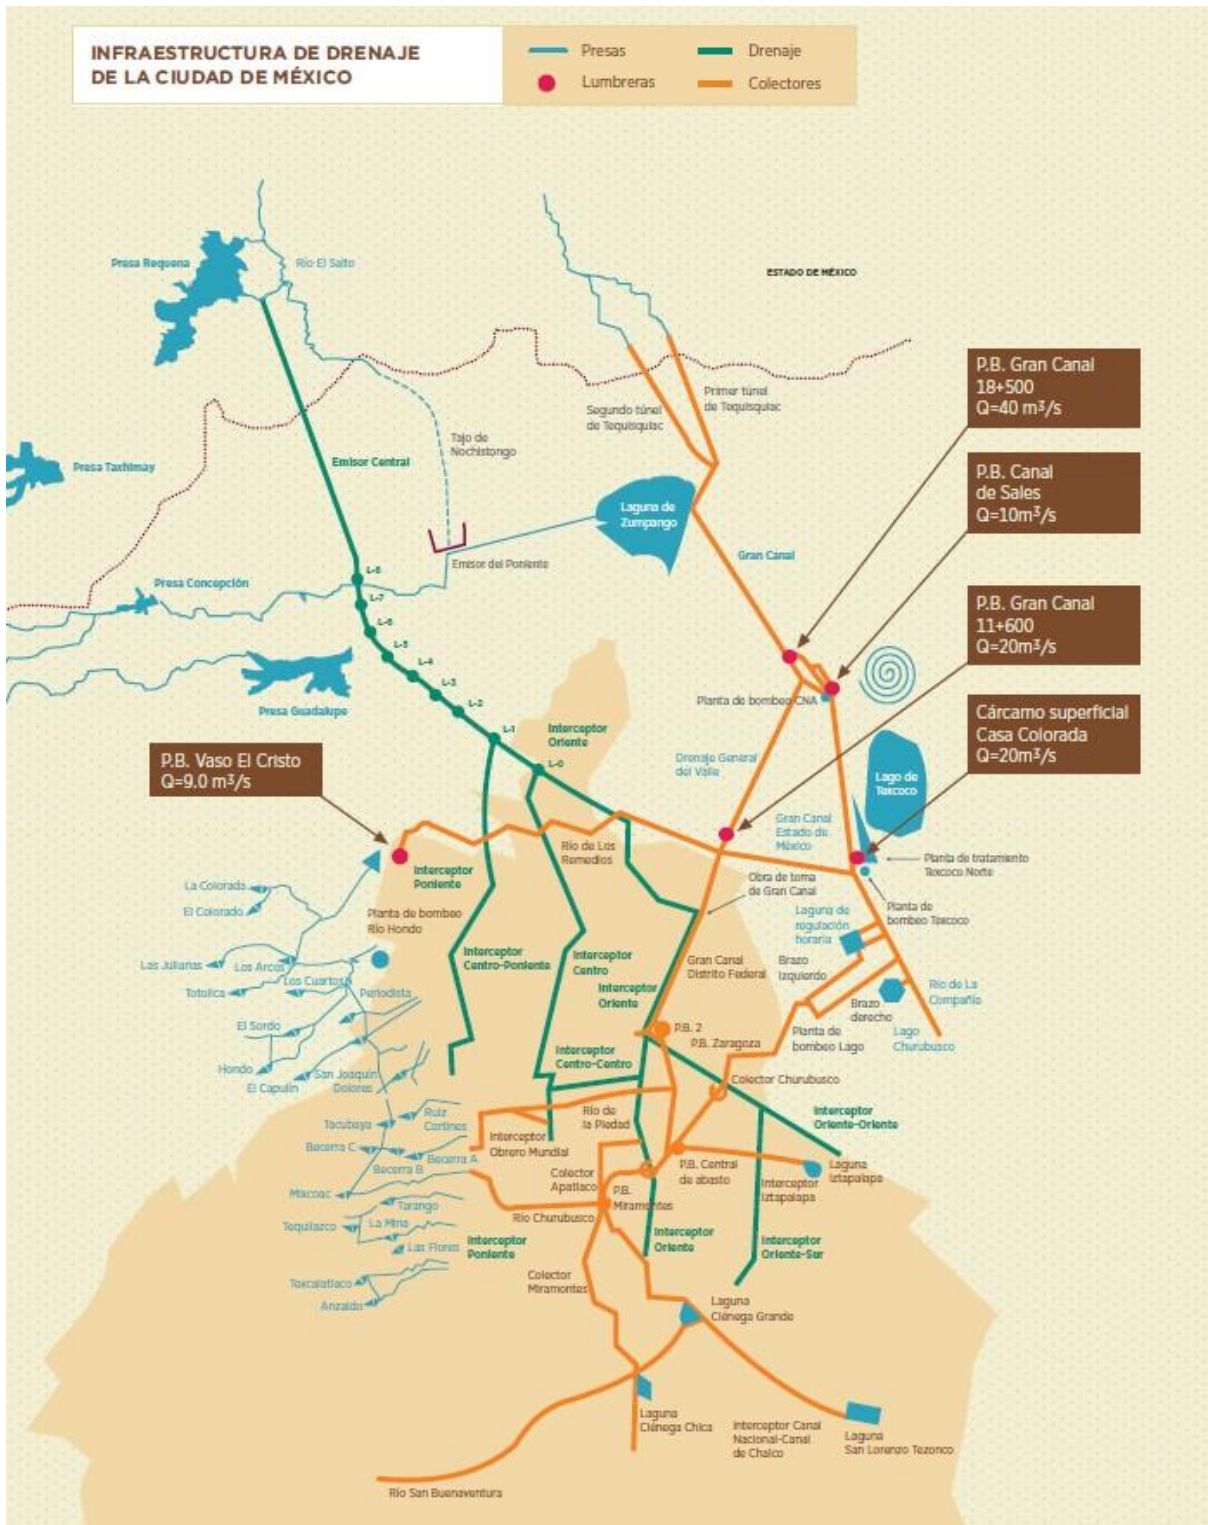 INFRAESTRUCTURA DE DRENAJE
DE LA CIUDAD DE MÉXICO
Presas
Drenaje
Lumbreras
Colectores
Presa Requena
Río El Salto
ESTADO DE MÉXICO
P.B. Gran Canal
18+500
Q=40 m³/s
Primer túnel
de Tequisquiac
Segundo túnel
de Tequisquiac
Tajo de
Nochistongo
Emisor Central
Presa Taxhimay
P.B. Canal
de Sales
Q=10m³/s
Laguna de
Zumpango
Gran Canal
Emisor del Poniente
L-8
Presa Concepción
L-7
L-6
L-5
L-4
L-3
L-2
L-1
L-0
P.B. Gran Canal
11+600
Q=20m³/s
Presa Guadalupe
Planta de bombeo CNA
Cárcamo superficial
Casa Colorada
Q=20m³/s
Interceptor
Oriente
P.B. Vaso El Cristo
Q=9.0 m³/s
Drenaje General
del Valle
Lago de
Texcoco
Gran Canal
Estado de
México
Río de Los
Remedios
Planta de tratamiento
Texcoco Norte
Interceptor
Poniente
Obra de toma
de Gran Canal
La Colorada
El Colorado
Planta de bombeo
Río Hondo
Laguna de
regulación
horaria
Planta de
bombeo Texcoco
Las Julianas
Los Arcos
Interceptor
Centro-Poniente
Interceptor
Centro
Gran Canal
Distrito Federal
Brazo
Izquierdo
Los Cuartos
Totolica
Periodista
Interceptor
Oriente
Río de La
Compañía
Brazo
derecho
El Sordo
P.B. 2
P.B. Zaragoza
Planta de
bombeo Lago
Lago
Churubusco
Hondo
El Capulín
San Joaquín
Dolores
Interceptor
Centro-Centro
Colector Churubusco
Tacubaya
Ruiz
Cortines
Río de
la Piedad
Interceptor
Oriente-Oriente
Becerra C
Becerra A
Becerra B
Interceptor
Obrero Mundial
Colector
Apatlaco
P.B. Central
de abasto
Laguna
Iztapalapa
Mixcoac
P.B.
Miramontes
Interceptor
Iztapalapa
Tarango
Río Churubusco
Tequilazco
La Mina
Las Flores
Interceptor
Poniente
Interceptor
Oriente
Interceptor
Oriente-Sur
Texcalatlaco
Anzaldo
Colector
Miramontes
Laguna
Ciénega Grande
Laguna
Ciénega Chica
Interceptor Canal
Nacional-Canal
de Chalco
Laguna
San Lorenzo Tezonco
Río San Buenaventura